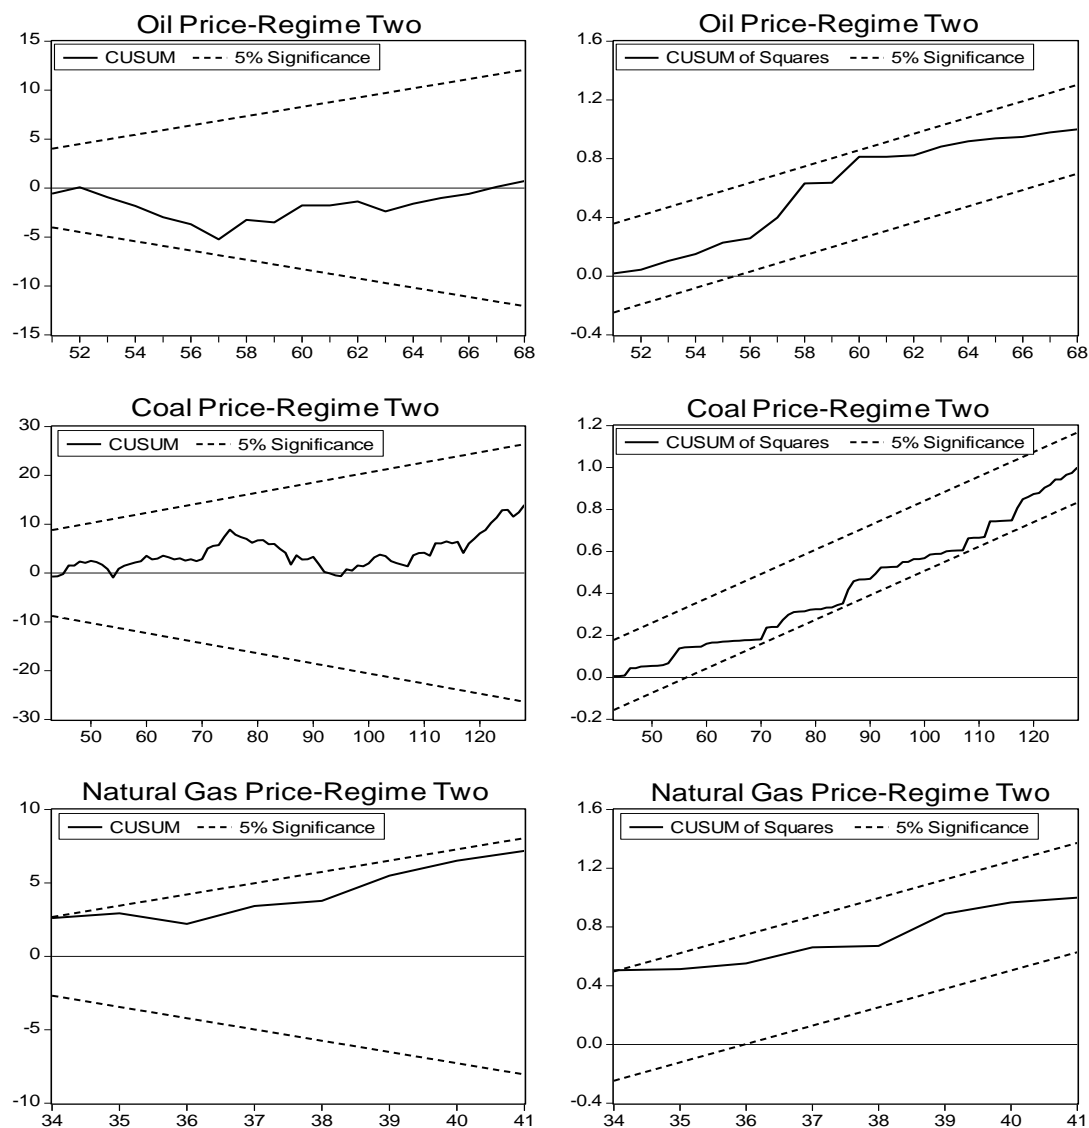 Oil Price-Regime Two
15
10
5
0
-5
-10
-15
CUSUM 5% Significance
52 54 56 58 60 62 64 66 68
Oil Price-Regime Two
1.6
1.2
0.8
0.4
0.0
-0.4
CUSUM of Squares 5% Significance
52 54 56 58 60 62 64 66 68
Coal Price-Regime Two
30
20
10
0
-10
-20
-30
CUSUM 5% Significance
50 60 70 80 90 100 110 120
Coal Price-Regime Two
1.2
1.0
0.8
0.6
0.4
0.2
0.0
-0.2
CUSUM of Squares 5% Significance
50 60 70 80 90 100 110 120
Natural Gas Price-Regime Two
10
5
0
-5
-10
CUSUM 5% Significance
34 35 36 37 38 39 40 41
Natural Gas Price-Regime Two
1.6
1.2
0.8
0.4
0.0
-0.4
CUSUM of Squares 5% Significance
34 35 36 37 38 39 40 41